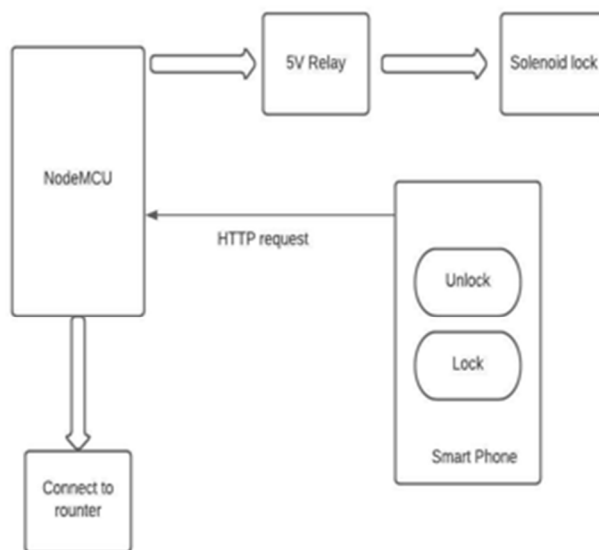 5V Relay
Solenoid lock
NodeMCU
HTTP request
Unlock
Lock
Smart Phone
Connect to
rounter